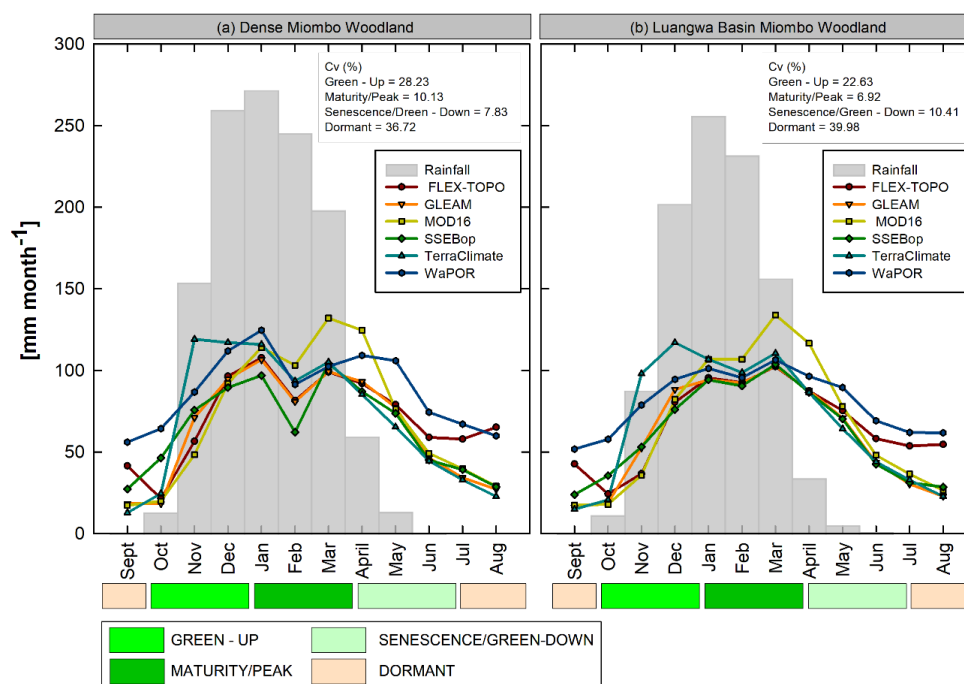 (a) Dense Miombo Woodland
(b) Luangwa Basin Miombo Woodland
[mm month⁻¹]
300
250
200
150
100
50
0
Cv (%)
Green - Up = 28.23
Maturity/Peak = 10.13
Senescence/Dreen - Down = 7.83
Dormant = 36.72
Rainfall
FLEX-TOPO
GLEAM
MOD16
SSEBop
TerraClimate
WaPOR
Cv (%)
Green - Up = 22.63
Maturity/Peak = 6.92
Senescence/Green - Down = 10.41
Dormant = 39.98
Rainfall
FLEX-TOPO
GLEAM
MOD16
SSEBop
TerraClimate
WaPOR
Sept Oct Nov Dec Jan Feb Mar April May Jun Jul Aug
Sept Oct Nov Dec Jan Feb Mar April May Jun Jul Aug
GREEN - UP
SENESCENCE/GREEN-DOWN
MATURITY/PEAK
DORMANT